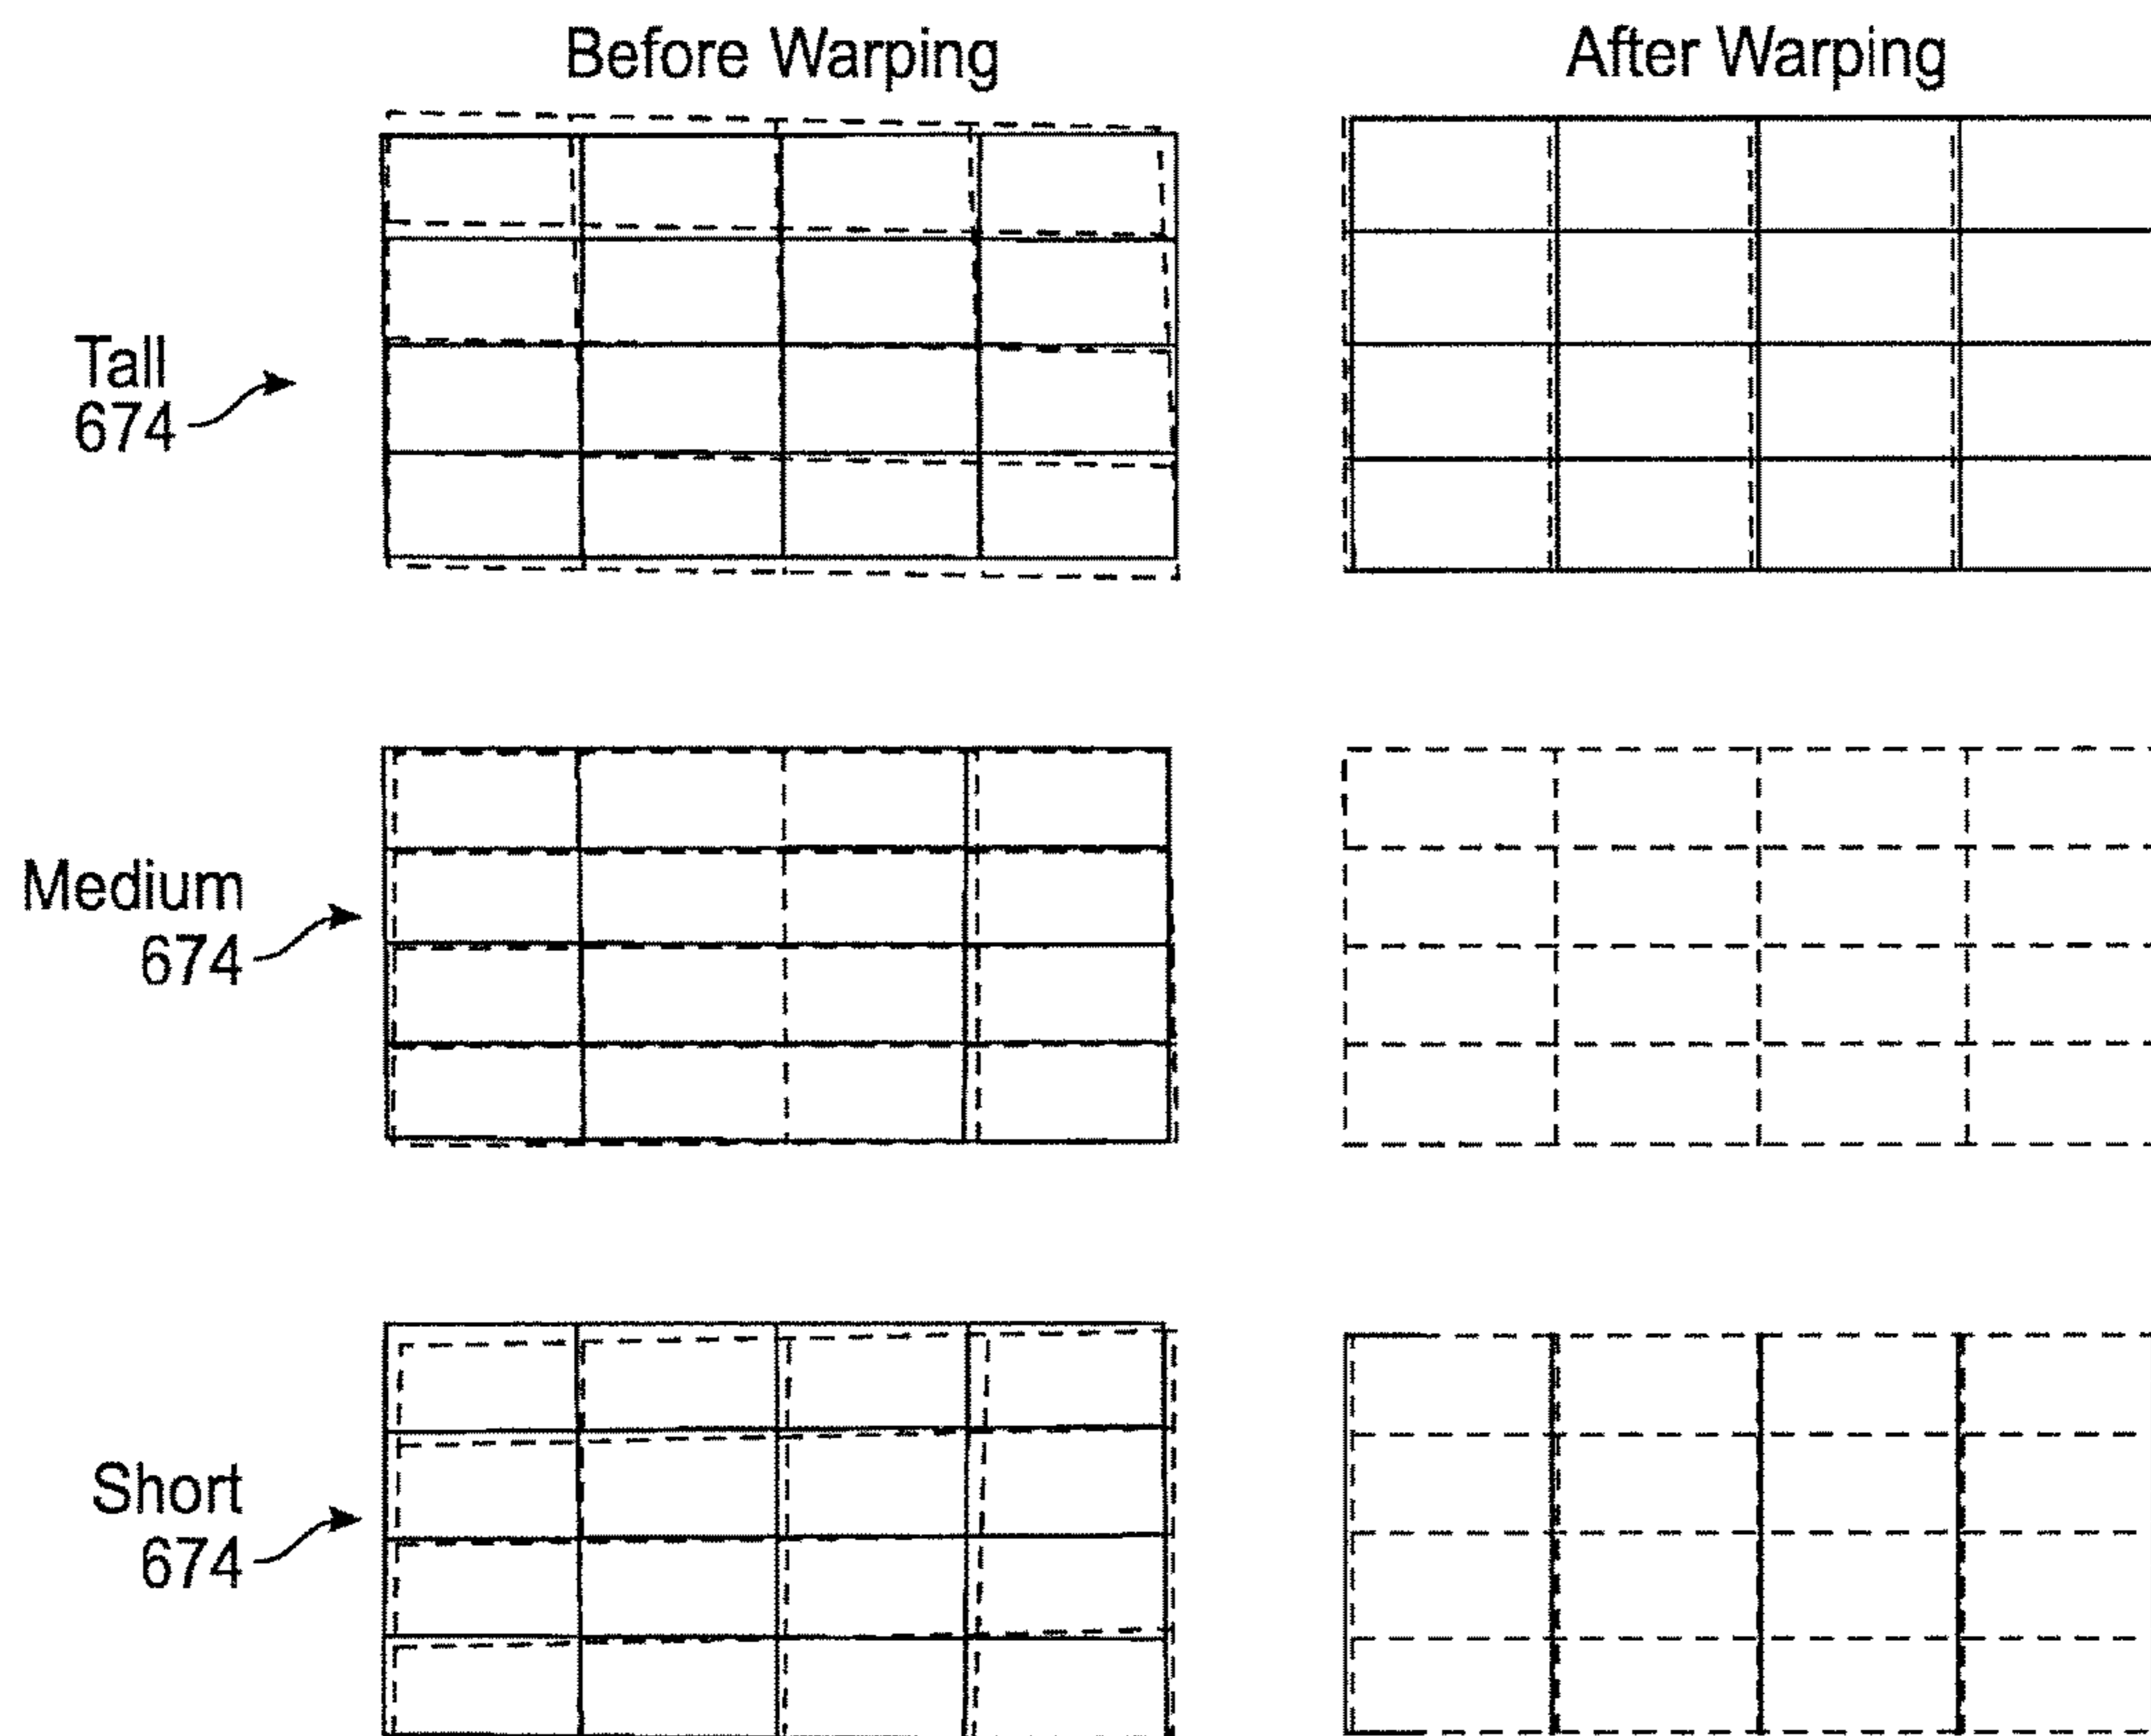 Before Warping
After Warping
Tall
674
Medium
674
Short
674